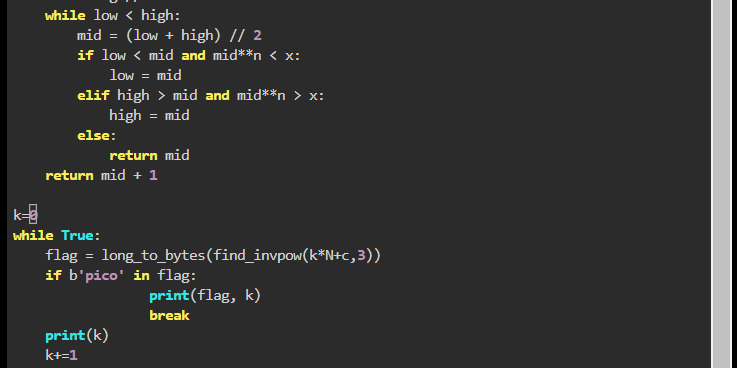 while low < high:
        mid = (low + high) // 2
        if low < mid and mid**n < x:
            low = mid
        elif high > mid and mid**n > x:
            high = mid
        else:
            return mid
    return mid + 1

k=0
while True:
    flag = long_to_bytes(find_invpow(k*N+c,3))
    if b'pico' in flag:
                 print(flag, k)
                 break
    print(k)
    k+=1